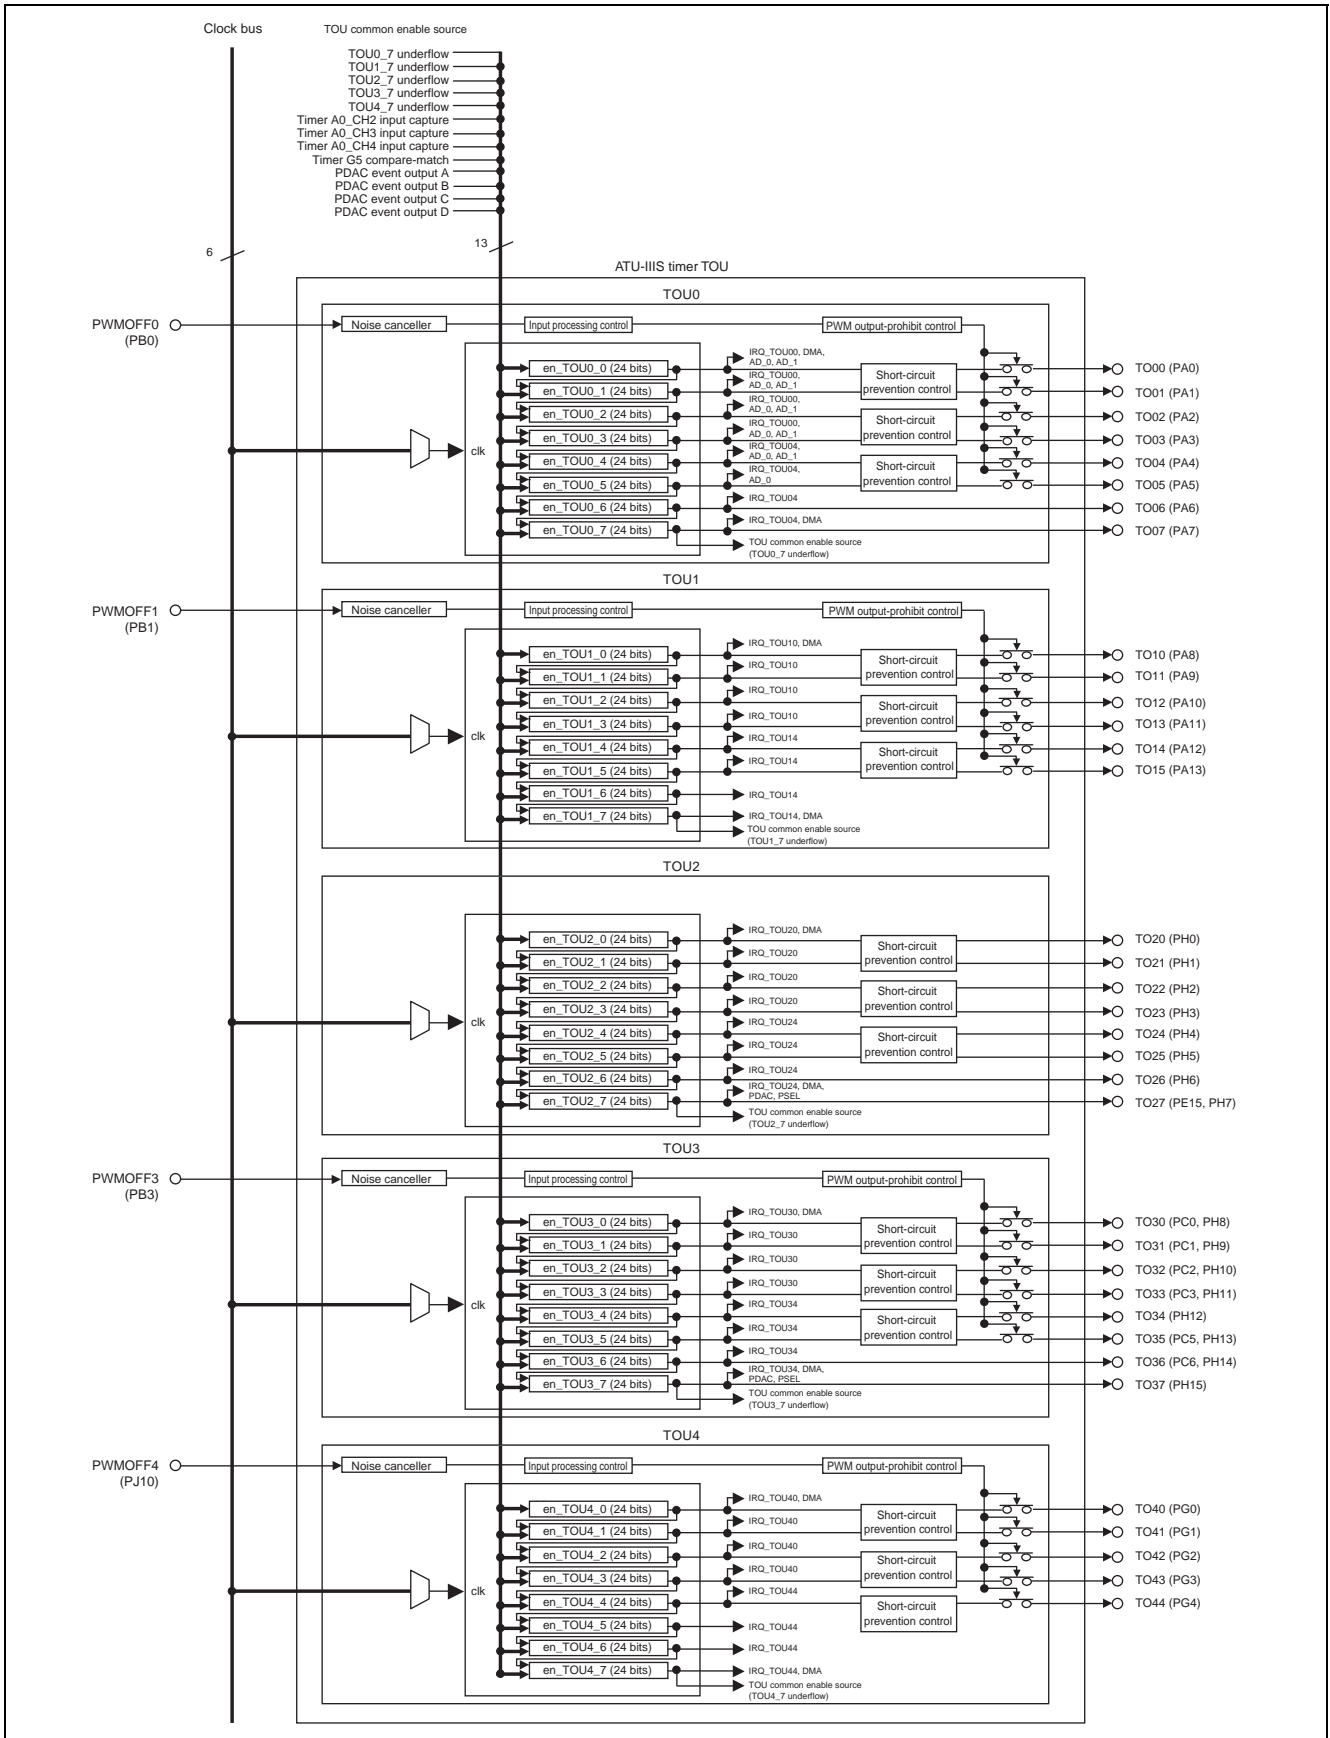 Clock bus
TOU common enable source
TOU0_7 underflow
TOU1_7 underflow
TOU2_7 underflow
TOU3_7 underflow
TOU4_7 underflow
Timer A0_CH2 input capture
Timer A0_CH3 input capture
Timer A0_CH4 input capture
Timer G5 compare-match
PDAC event output A
PDAC event output B
PDAC event output C
PDAC event output D
6
13
ATU-IIIS timer TOU
TOU0
PWMOFF0
(PB0)
Noise canceller
Input processing control
PWM output-prohibit control
clk
en_TOU0_0 (24 bits)
en_TOU0_1 (24 bits)
en_TOU0_2 (24 bits)
en_TOU0_3 (24 bits)
en_TOU0_4 (24 bits)
en_TOU0_5 (24 bits)
en_TOU0_6 (24 bits)
en_TOU0_7 (24 bits)
IRQ_TOU00, DMA,
AD_0, AD_1
IRQ_TOU00,
AD_0, AD_1
IRQ_TOU00,
AD_0, AD_1
IRQ_TOU00,
AD_0, AD_1
IRQ_TOU04,
AD_0, AD_1
IRQ_TOU04,
AD_0
IRQ_TOU04
IRQ_TOU04, DMA
TOU common enable source
(TOU0_7 underflow)
Short-circuit
prevention control
Short-circuit
prevention control
Short-circuit
prevention control
TO00 (PA0)
TO01 (PA1)
TO02 (PA2)
TO03 (PA3)
TO04 (PA4)
TO05 (PA5)
TO06 (PA6)
TO07 (PA7)
TOU1
PWMOFF1
(PB1)
Noise canceller
Input processing control
PWM output-prohibit control
clk
en_TOU1_0 (24 bits)
en_TOU1_1 (24 bits)
en_TOU1_2 (24 bits)
en_TOU1_3 (24 bits)
en_TOU1_4 (24 bits)
en_TOU1_5 (24 bits)
en_TOU1_6 (24 bits)
en_TOU1_7 (24 bits)
IRQ_TOU10, DMA
IRQ_TOU10
IRQ_TOU10
IRQ_TOU10
IRQ_TOU14
IRQ_TOU14
IRQ_TOU14
IRQ_TOU14, DMA
TOU common enable source
(TOU1_7 underflow)
Short-circuit
prevention control
Short-circuit
prevention control
Short-circuit
prevention control
TO10 (PA8)
TO11 (PA9)
TO12 (PA10)
TO13 (PA11)
TO14 (PA12)
TO15 (PA13)
TOU2
clk
en_TOU2_0 (24 bits)
en_TOU2_1 (24 bits)
en_TOU2_2 (24 bits)
en_TOU2_3 (24 bits)
en_TOU2_4 (24 bits)
en_TOU2_5 (24 bits)
en_TOU2_6 (24 bits)
en_TOU2_7 (24 bits)
IRQ_TOU20, DMA
IRQ_TOU20
IRQ_TOU20
IRQ_TOU20
IRQ_TOU24
IRQ_TOU24
IRQ_TOU24
IRQ_TOU24, DMA,
PDAC, PSEL
TOU common enable source
(TOU2_7 underflow)
Short-circuit
prevention control
Short-circuit
prevention control
Short-circuit
prevention control
TO20 (PH0)
TO21 (PH1)
TO22 (PH2)
TO23 (PH3)
TO24 (PH4)
TO25 (PH5)
TO26 (PH6)
TO27 (PE15, PH7)
TOU3
PWMOFF3
(PB3)
Noise canceller
Input processing control
PWM output-prohibit control
clk
en_TOU3_0 (24 bits)
en_TOU3_1 (24 bits)
en_TOU3_2 (24 bits)
en_TOU3_3 (24 bits)
en_TOU3_4 (24 bits)
en_TOU3_5 (24 bits)
en_TOU3_6 (24 bits)
en_TOU3_7 (24 bits)
IRQ_TOU30, DMA
IRQ_TOU30
IRQ_TOU30
IRQ_TOU30
IRQ_TOU34
IRQ_TOU34
IRQ_TOU34
IRQ_TOU34, DMA,
PDAC, PSEL
TOU common enable source
(TOU3_7 underflow)
Short-circuit
prevention control
Short-circuit
prevention control
Short-circuit
prevention control
TO30 (PC0, PH8)
TO31 (PC1, PH9)
TO32 (PC2, PH10)
TO33 (PC3, PH11)
TO34 (PH12)
TO35 (PC5, PH13)
TO36 (PC6, PH14)
TO37 (PH15)
TOU4
PWMOFF4
(PJ10)
Noise canceller
Input processing control
PWM output-prohibit control
clk
en_TOU4_0 (24 bits)
en_TOU4_1 (24 bits)
en_TOU4_2 (24 bits)
en_TOU4_3 (24 bits)
en_TOU4_4 (24 bits)
en_TOU4_5 (24 bits)
en_TOU4_6 (24 bits)
en_TOU4_7 (24 bits)
IRQ_TOU40, DMA
IRQ_TOU40
IRQ_TOU40
IRQ_TOU40
IRQ_TOU44
IRQ_TOU44
IRQ_TOU44
IRQ_TOU44, DMA
TOU common enable source
(TOU4_7 underflow)
Short-circuit
prevention control
Short-circuit
prevention control
Short-circuit
prevention control
TO40 (PG0)
TO41 (PG1)
TO42 (PG2)
TO43 (PG3)
TO44 (PG4)